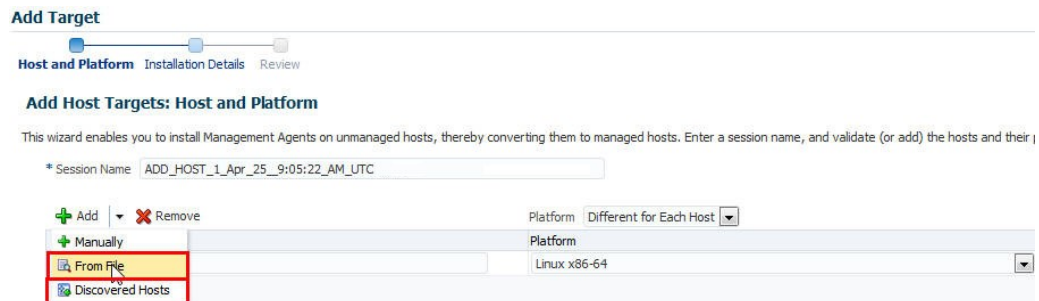 Add Target
Host and Platform Installation Details Review
Add Host Targets: Host and Platform
This wizard enables you to install Management Agents on unmanaged hosts, thereby converting them to managed hosts. Enter a session name, and validate (or add) the hosts and their
* Session Name ADD_HOST_1_Apr_25__9:05:22_AM_UTC
Add Remove Platform Different for Each Host
Manually Platform
From File Linux x86-64
Discovered Hosts